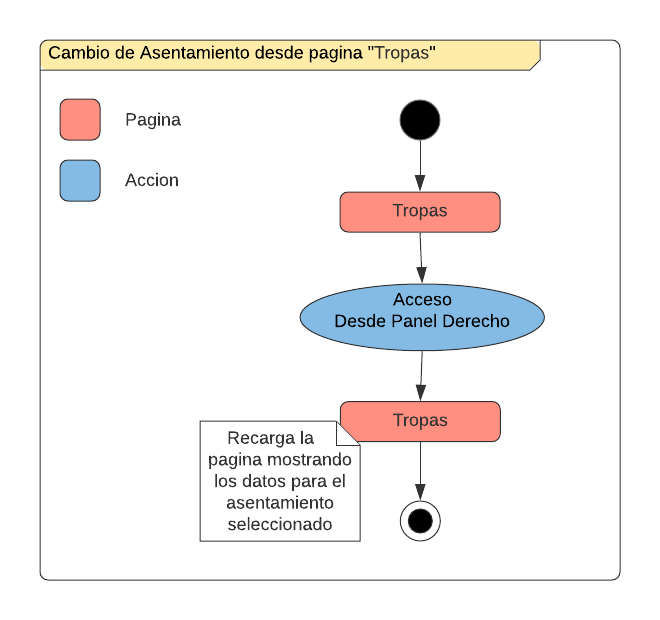 Cambio de Asentamiento desde pagina "Tropas"
Pagina
Accion
Tropas
Acceso
Desde Panel Derecho
Tropas
Recarga la
pagina mostrando
los datos para el
asentamiento
seleccionado